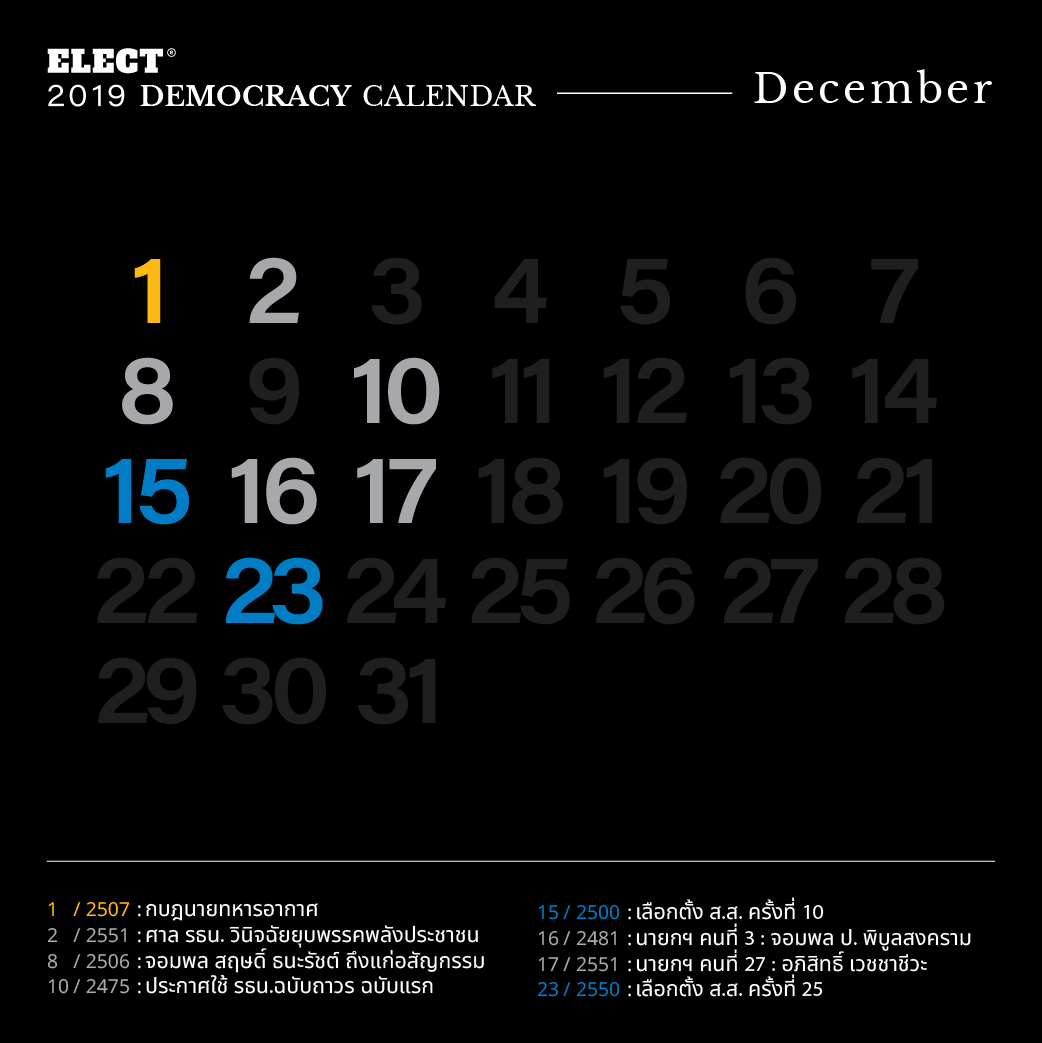 ELECT®
2019 DEMOCRACY CALENDAR
December
1 2 3 4 5 6 7
8 9 10 11 12 13 14
15 16 17 18 19 20 21
22 23 24 25 26 27 28
29 30 31
1 / 2507 : กบฎนายทหารอากาศ
2 / 2551 : ศาล รธน. วินิจฉัยยุบพรรคพลังประชาชน
8 / 2506 : จอมพล สฤษดิ์ ธนะรัชต์ ถึงแก่อสัญกรรม
10 / 2475 : ประกาศใช้ รธน.ฉบับถาวร ฉบับแรก
15 / 2500 : เลือกตั้ง ส.ส. ครั้งที่ 10
16 / 2481 : นายกฯ คนที่ 3 : จอมพล ป. พิบูลสงคราม
17 / 2551 : นายกฯ คนที่ 27 : อภิสิทธิ์ เวชชาชีวะ
23 / 2550 : เลือกตั้ง ส.ส. ครั้งที่ 25